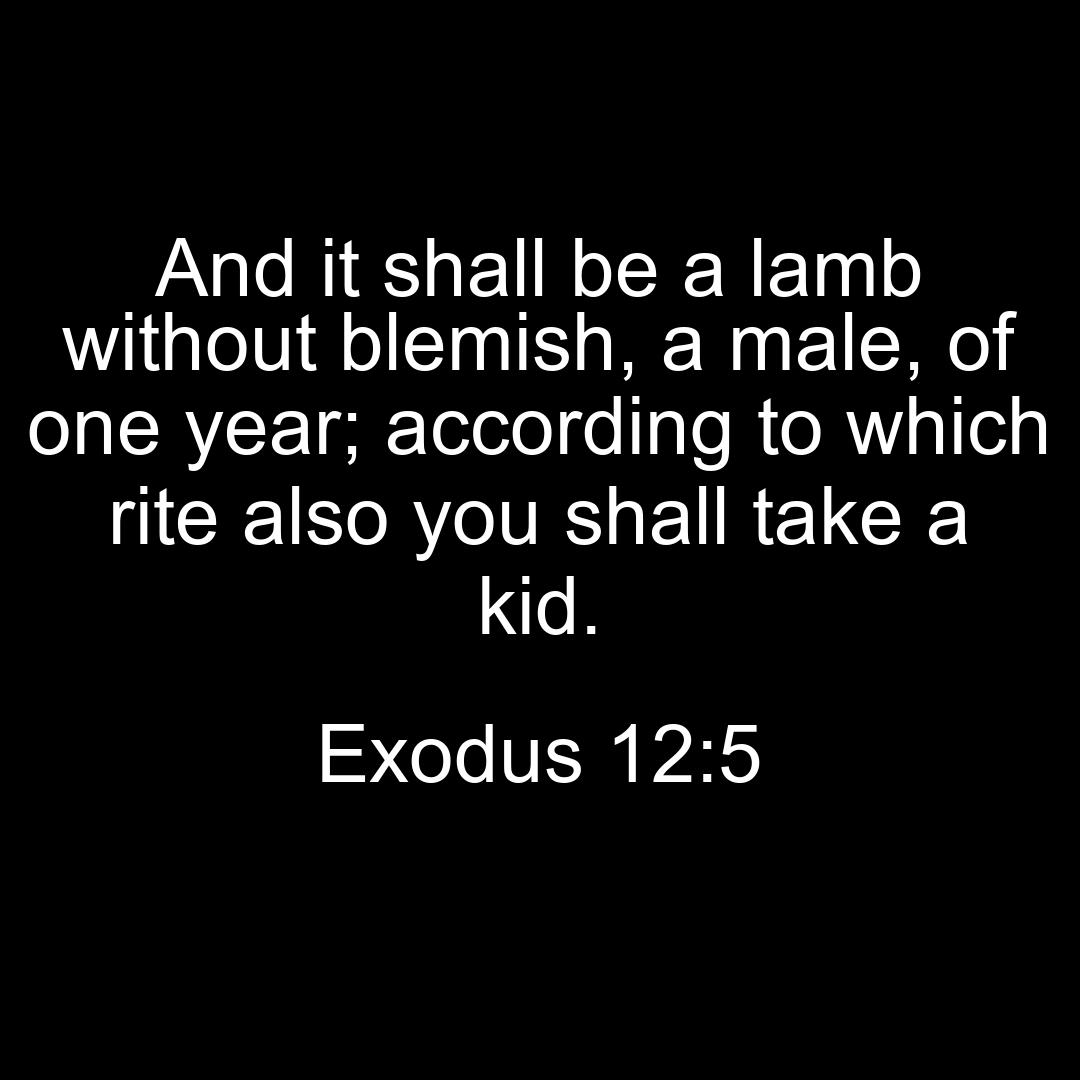 And it shall be a lamb
without blemish, a male, of
one year; according to which
rite also you shall take a
kid.
Exodus 12:5